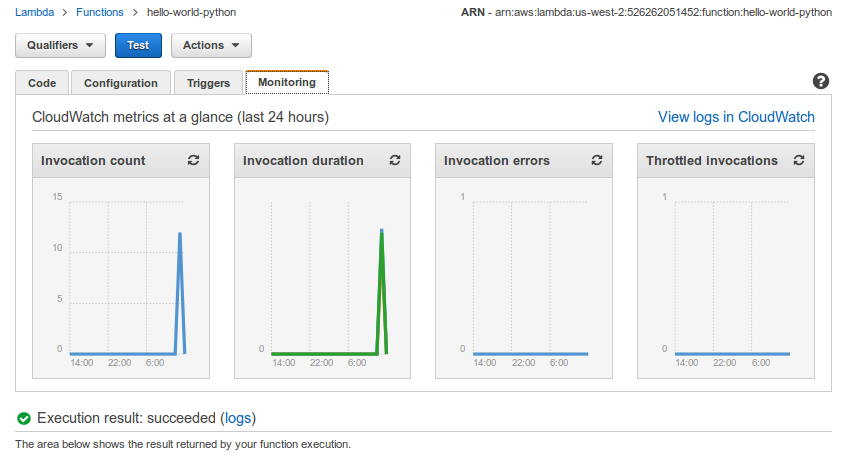 Lambda > Functions > hello-world-python ARN - arn:aws:lambda:us-west-2:526262051452:function:hello-world-python
Qualifiers Test Actions
Code Configuration Triggers Monitoring ?
CloudWatch metrics at a glance (last 24 hours) View logs in CloudWatch
Invocation count
15
10
5
0
14:00 22:00 6:00
Invocation duration
0
14:00 22:00 6:00
Invocation errors
1
0
14:00 22:00 6:00
Throttled invocations
1
0
14:00 22:00 6:00
Execution result: succeeded (logs)
The area below shows the result returned by your function execution.